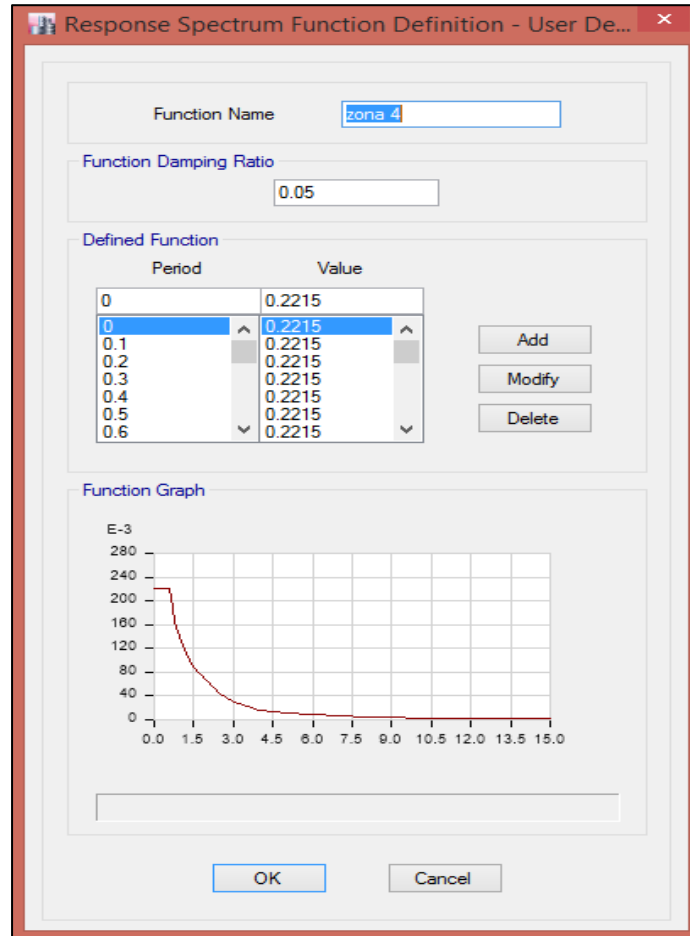 Response Spectrum Function Definition - User De...
Function Name zona 4
Function Damping Ratio
0.05
Defined Function
Period Value
0 0.2215
0 0.2215
0.1 0.2215
0.2 0.2215
0.3 0.2215
0.4 0.2215
0.5 0.2215
0.6 0.2215
Add
Modify
Delete
Function Graph
E-3
280
240
200
160
120
80
40
0
0.0 1.5 3.0 4.5 6.0 7.5 9.0 10.5 12.0 13.5 15.0
OK Cancel